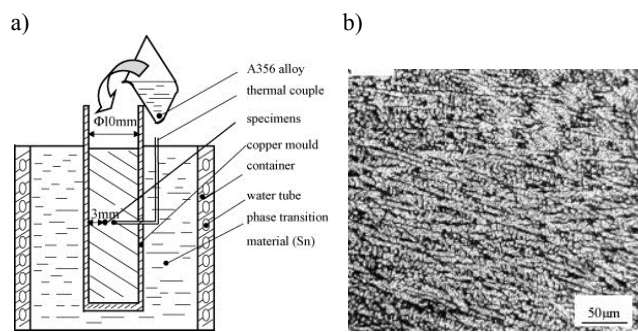 a)
b)
A356 alloy
thermal couple
Φ10mm
specimens
copper mould
container
3mm
water tube
phase transition
material (Sn)
50μm